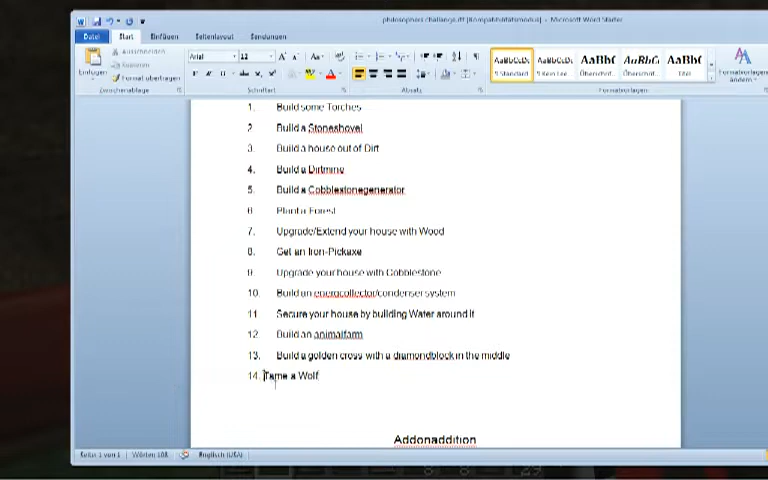 philosophers challenge.rtf [Kompatibilitätsmodus] - Microsoft Word Starter
Datei Start Einfügen Seitenlayout Sendungen
Einfügen
Ausschneiden
Kopieren
Format übertragen
Zwischenablage
Arial 12
Schriftart
Absatz
AaBbCcDc AaBbCcDc AaBbC AaBbC AaBbC
¶ Standard ¶ Kein Lee... Überschrif... Überschrif... Titel
Formatvorlagen
Formatvorlagen ändern
1. Build some Torches
2 Build a Stoneshovel
3. Build a house out of Dirt
4. Build a Dirtmine
5. Build a Cobblestonegenerator
6 Plant a Forest
7. Upgrade/Extend your house with Wood
8. Get an Iron-Pickaxe
9. Upgrade your house with Cobblestone
10. Build an energcollector/condenser system
11 Secure your house by building Water around it
12. Build an animalfarm
13. Build a golden cross with a diamondblock in the middle
14. Tame a Wolf
Addonaddition
Seite 1 von 1 Wörter: 108 Englisch (USA)